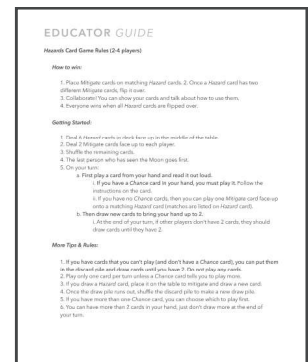 EDUCATOR GUIDE
Hazards Card Game Rules (2-4 players)
How to win:
1. Place Mitigate cards on matching Hazard cards. 2. Once a Hazard card has two
different Mitigate cards, flip it over.
3. Collaborate! You can show your cards and talk about how to use them.
4. Everyone wins when all Hazard cards are flipped over.
Getting Started:
1. Deal 6 Hazard cards in deck face up in the middle of the table.
2. Deal 2 Mitigate cards face up to each player.
3. Shuffle the remaining cards.
4. The last person who has seen the Moon goes first.
5. On your turn:
a. First play a card from your hand and read it out loud.
i. If you have a Chance card in your hand, you must play it. Follow the
instructions on the card.
ii. If you have no Chance cards, then you can play one Mitigate card face-up
onto a matching Hazard card (matches are listed on Hazard card).
b. Then draw new cards to bring your hand up to 2.
i. At the end of your turn, if other players don't have 2 cards, they should
draw cards until they have 2.
More Tips & Rules:
1. If you have cards that you can't play (and don't have a Chance card), you can put them
in the discard pile and draw cards until you have 2. Do not play any cards.
2. Play only one card per turn unless a Chance card tells you to play more.
3. If you draw a Hazard card, place it on the table to mitigate and draw a new card.
4. Once the draw pile runs out, shuffle the discard pile to make a new draw pile.
5. If you have more than one Chance card, you can choose which to play first.
6. You can have more than 2 cards in your hand, just don't draw more at the end of
your turn.